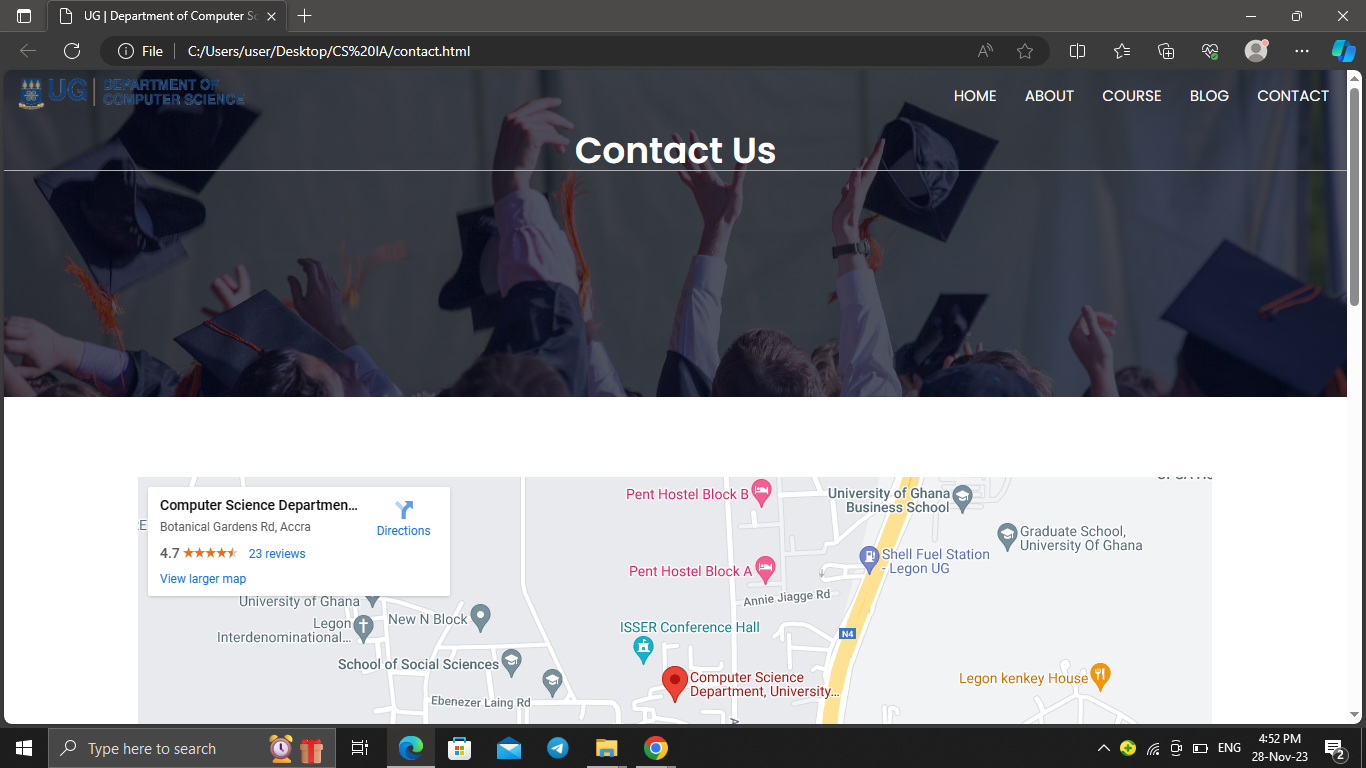 UG | Department of Computer Sc
File
C:/Users/user/Desktop/CS%20IA/contact.html
UG
DEPARTMENT OF
COMPUTER SCIENCE
HOME ABOUT COURSE BLOG CONTACT
Contact Us
Computer Science Departmen...
Botanical Gardens Rd, Accra
4.7
23 reviews
View larger map
Directions
Pent Hostel Block B
University of Ghana
Business School
Graduate School,
University Of Ghana
Shell Fuel Station
- Legon UG
Pent Hostel Block A
Annie Jiagge Rd
University of Ghana
Legon
Interdenominational...
New N Block
ISSER Conference Hall
N4
School of Social Sciences
Computer Science
Department, University...
Legon kenkey House
Ebenezer Laing Rd
Type here to search
ENG
4:52 PM
28-Nov-23
2